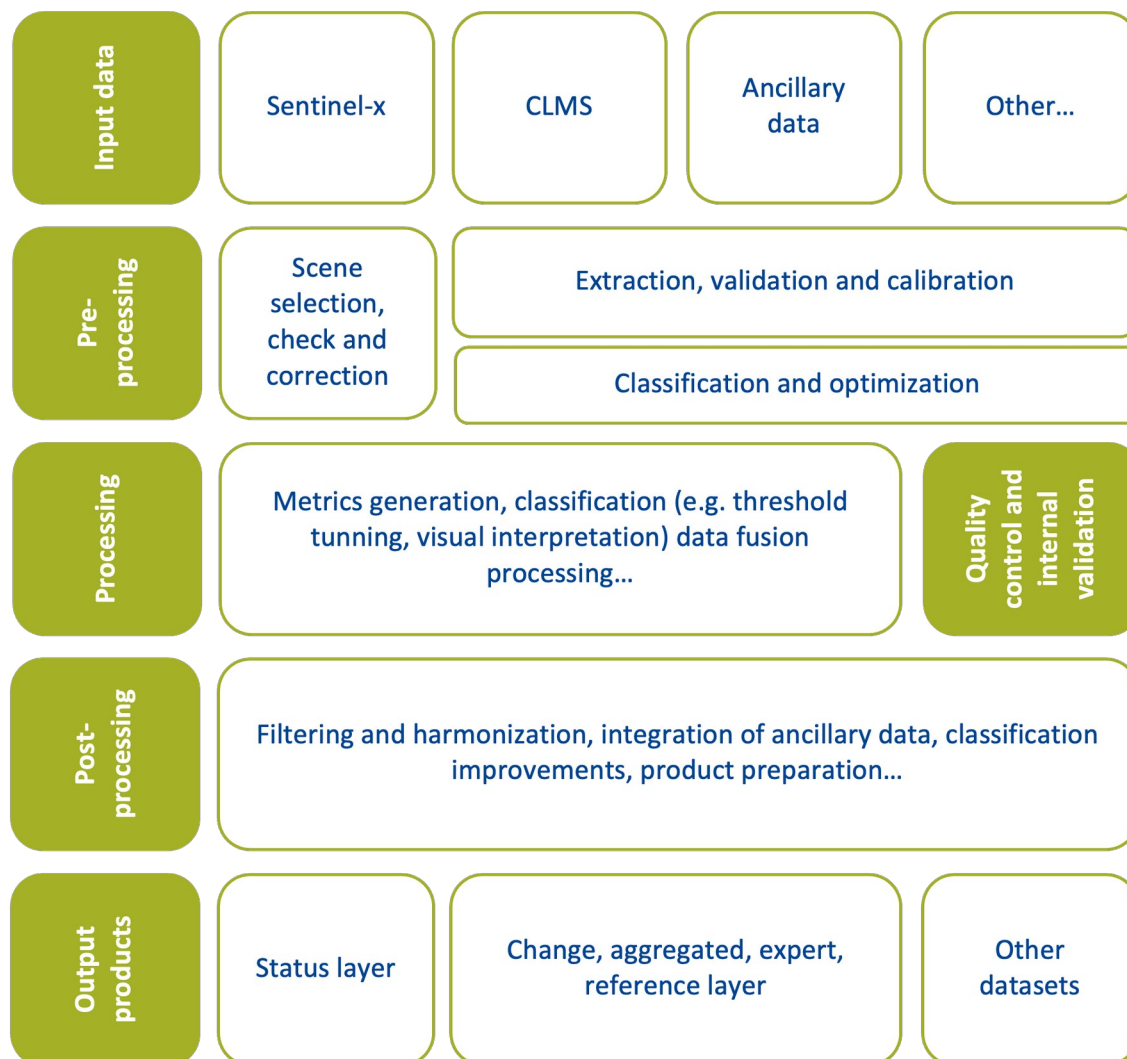 Input data
Sentinel-x
CLMS
Ancillary
data
Other...
Pre-
processing
Scene
selection,
check and
correction
Extraction, validation and calibration
Classification and optimization
Processing
Metrics generation, classification (e.g. threshold
tunning, visual interpretation) data fusion
processing...
Quality
control and
internal
validation
Post-
processing
Filtering and harmonization, integration of ancillary data, classification
improvements, product preparation...
Output
products
Status layer
Change, aggregated, expert,
reference layer
Other
datasets